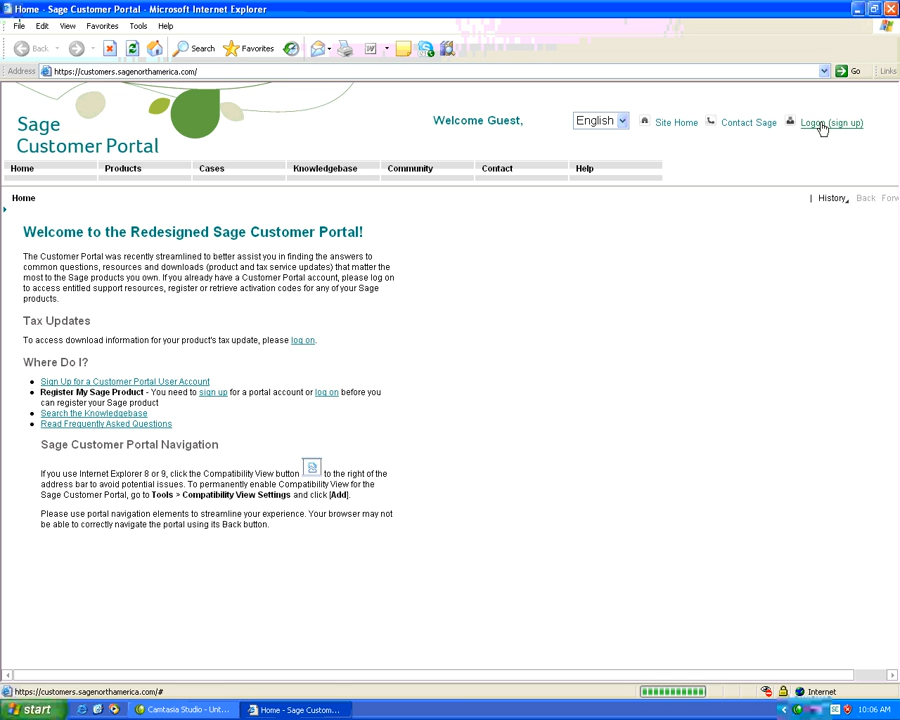 Home - Sage Customer Portal - Microsoft Internet Explorer
File Edit View Favorites Tools Help
Back Search Favorites
Address https://customers.sagenorthamerica.com/ Go Links
Sage
Customer Portal
Welcome Guest, English Site Home Contact Sage Logon (sign up)
Home Products Cases Knowledgebase Community Contact Help
Home | History Back Forw
Welcome to the Redesigned Sage Customer Portal!
The Customer Portal was recently streamlined to better assist you in finding the answers to
common questions, resources and downloads (product and tax service updates) that matter the
most to the Sage products you own. If you already have a Customer Portal account, please log on
to access entitled support resources, register or retrieve activation codes for any of your Sage
products.
Tax Updates
To access download information for your product's tax update, please log on.
Where Do I?
Sign Up for a Customer Portal User Account
Register My Sage Product - You need to sign up for a portal account or log on before you
can register your Sage product
Search the Knowledgebase
Read Frequently Asked Questions
Sage Customer Portal Navigation
If you use Internet Explorer 8 or 9, click the Compatibility View button to the right of the
address bar to avoid potential issues. To permanently enable Compatibility View for the
Sage Customer Portal, go to Tools > Compatibility View Settings and click [Add].
Please use portal navigation elements to streamline your experience. Your browser may not
be able to correctly navigate the portal using its Back button.
https://customers.sagenorthamerica.com/# Internet
start Camtasia Studio - Unt... Home - Sage Custom... 10:06 AM